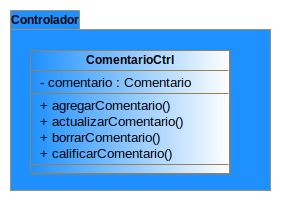 Controlador
ComentarioCtrl
- comentario : Comentario
+ agregarComentario()
+ actualizarComentario()
+ borrarComentario()
+ calificarComentario()